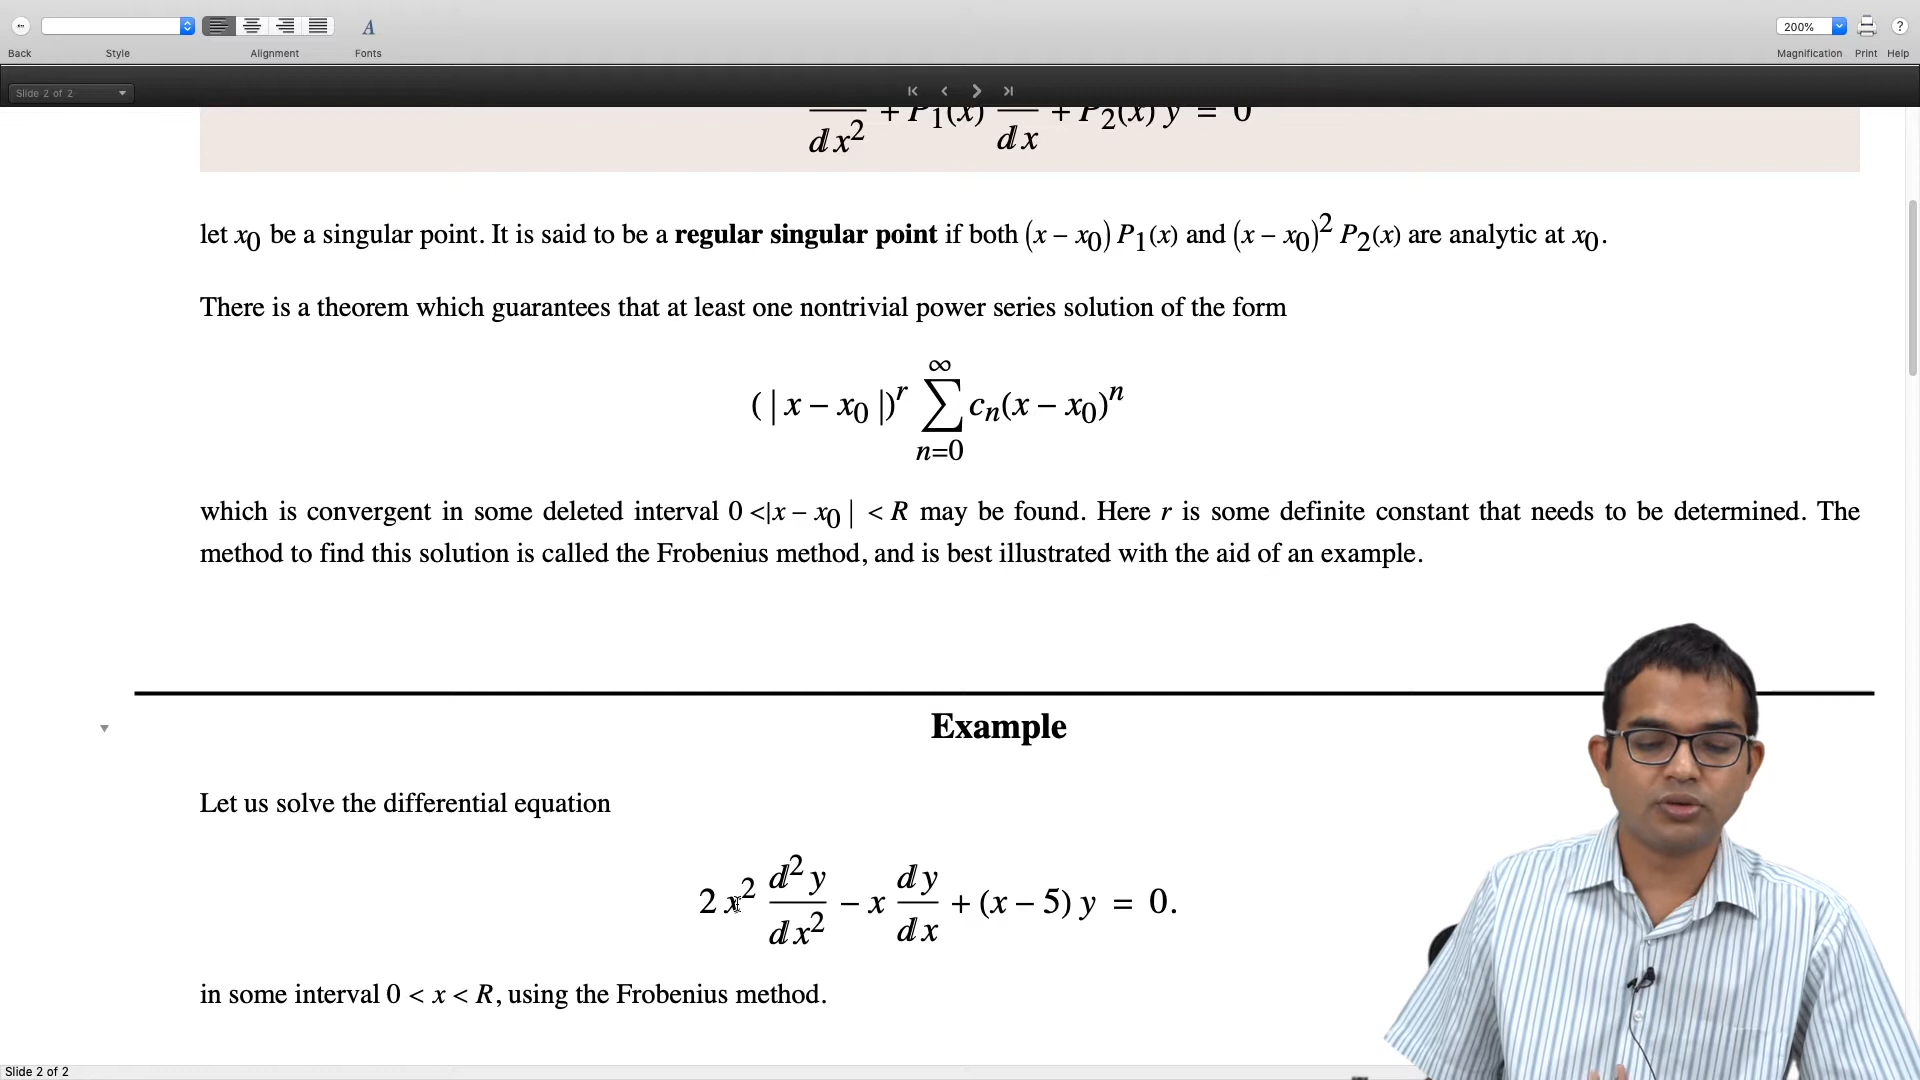 200%
Back
Style
Alignment
Fonts
Magnification
Print
Help
Slide 2 of 2
dx² + P₁(x) dx + P₂(x) y = 0
let x₀ be a singular point. It is said to be a regular singular point if both (x – x₀) P₁(x) and (x – x₀)² P₂(x) are analytic at x₀.
There is a theorem which guarantees that at least one nontrivial power series solution of the form
( | x – x₀ |)ʳ ∑_{n=0}^{∞} cₙ(x – x₀)ⁿ
which is convergent in some deleted interval 0 <|x – x₀ | < R may be found. Here r is some definite constant that needs to be determined. The
method to find this solution is called the Frobenius method, and is best illustrated with the aid of an example.
Example
Let us solve the differential equation
2 x² d²y/dx² – x dy/dx + (x – 5) y = 0.
in some interval 0 < x < R, using the Frobenius method.
Slide 2 of 2